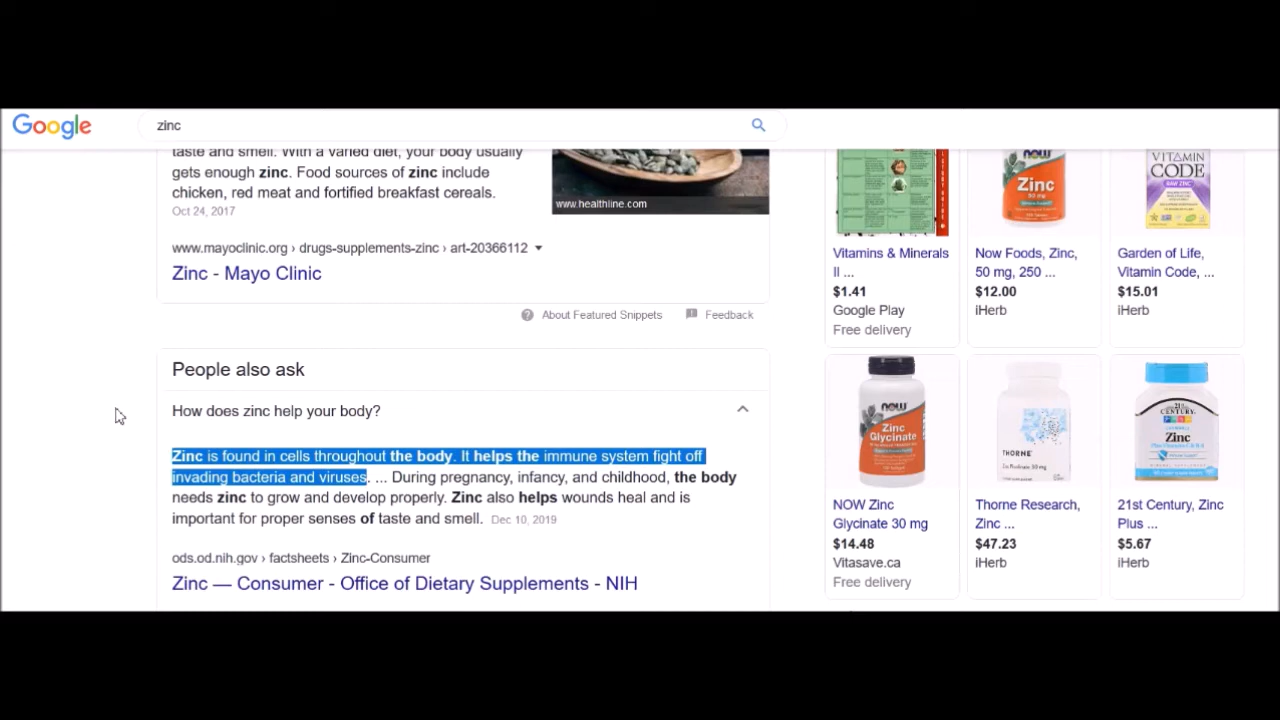 Google
zinc
taste and smell. With a varied diet, your body usually
gets enough zinc. Food sources of zinc include
chicken, red meat and fortified breakfast cereals.
Oct 24, 2017
www.healthline.com
www.mayoclinic.org › drugs-supplements-zinc › art-20366112
Zinc - Mayo Clinic
About Featured Snippets
Feedback
People also ask
How does zinc help your body?
Zinc is found in cells throughout the body. It helps the immune system fight off
invading bacteria and viruses. ... During pregnancy, infancy, and childhood, the body
needs zinc to grow and develop properly. Zinc also helps wounds heal and is
important for proper senses of taste and smell. Dec 10, 2019
ods.od.nih.gov › factsheets › Zinc-Consumer
Zinc — Consumer - Office of Dietary Supplements - NIH
now
Zinc
50 mg
VITAMIN
CODE
RAW ZINC
Vitamins & Minerals
II ...
$1.41
Google Play
Free delivery
Now Foods, Zinc,
50 mg, 250 ...
$12.00
iHerb
Garden of Life,
Vitamin Code, ...
$15.01
iHerb
now
Zinc
Glycinate
THORNE
21st
CENTURY
Zinc
NOW Zinc
Glycinate 30 mg
$14.48
Vitasave.ca
Free delivery
Thorne Research,
Zinc ...
$47.23
iHerb
21st Century, Zinc
Plus ...
$5.67
iHerb